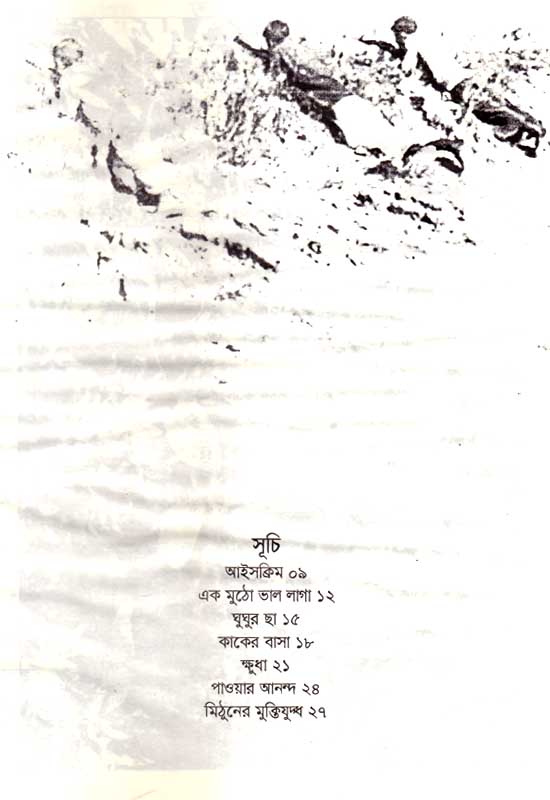 সূচি
আইসক্রিম ০৯
এক মুঠো ভাল লাগা ১২
ঘুঘুর ছা ১৫
কাকের বাসা ১৮
ক্ষুধা ২১
পাওয়ার আনন্দ ২৪
মিঠুনের মুক্তিযুদ্ধ ২৭